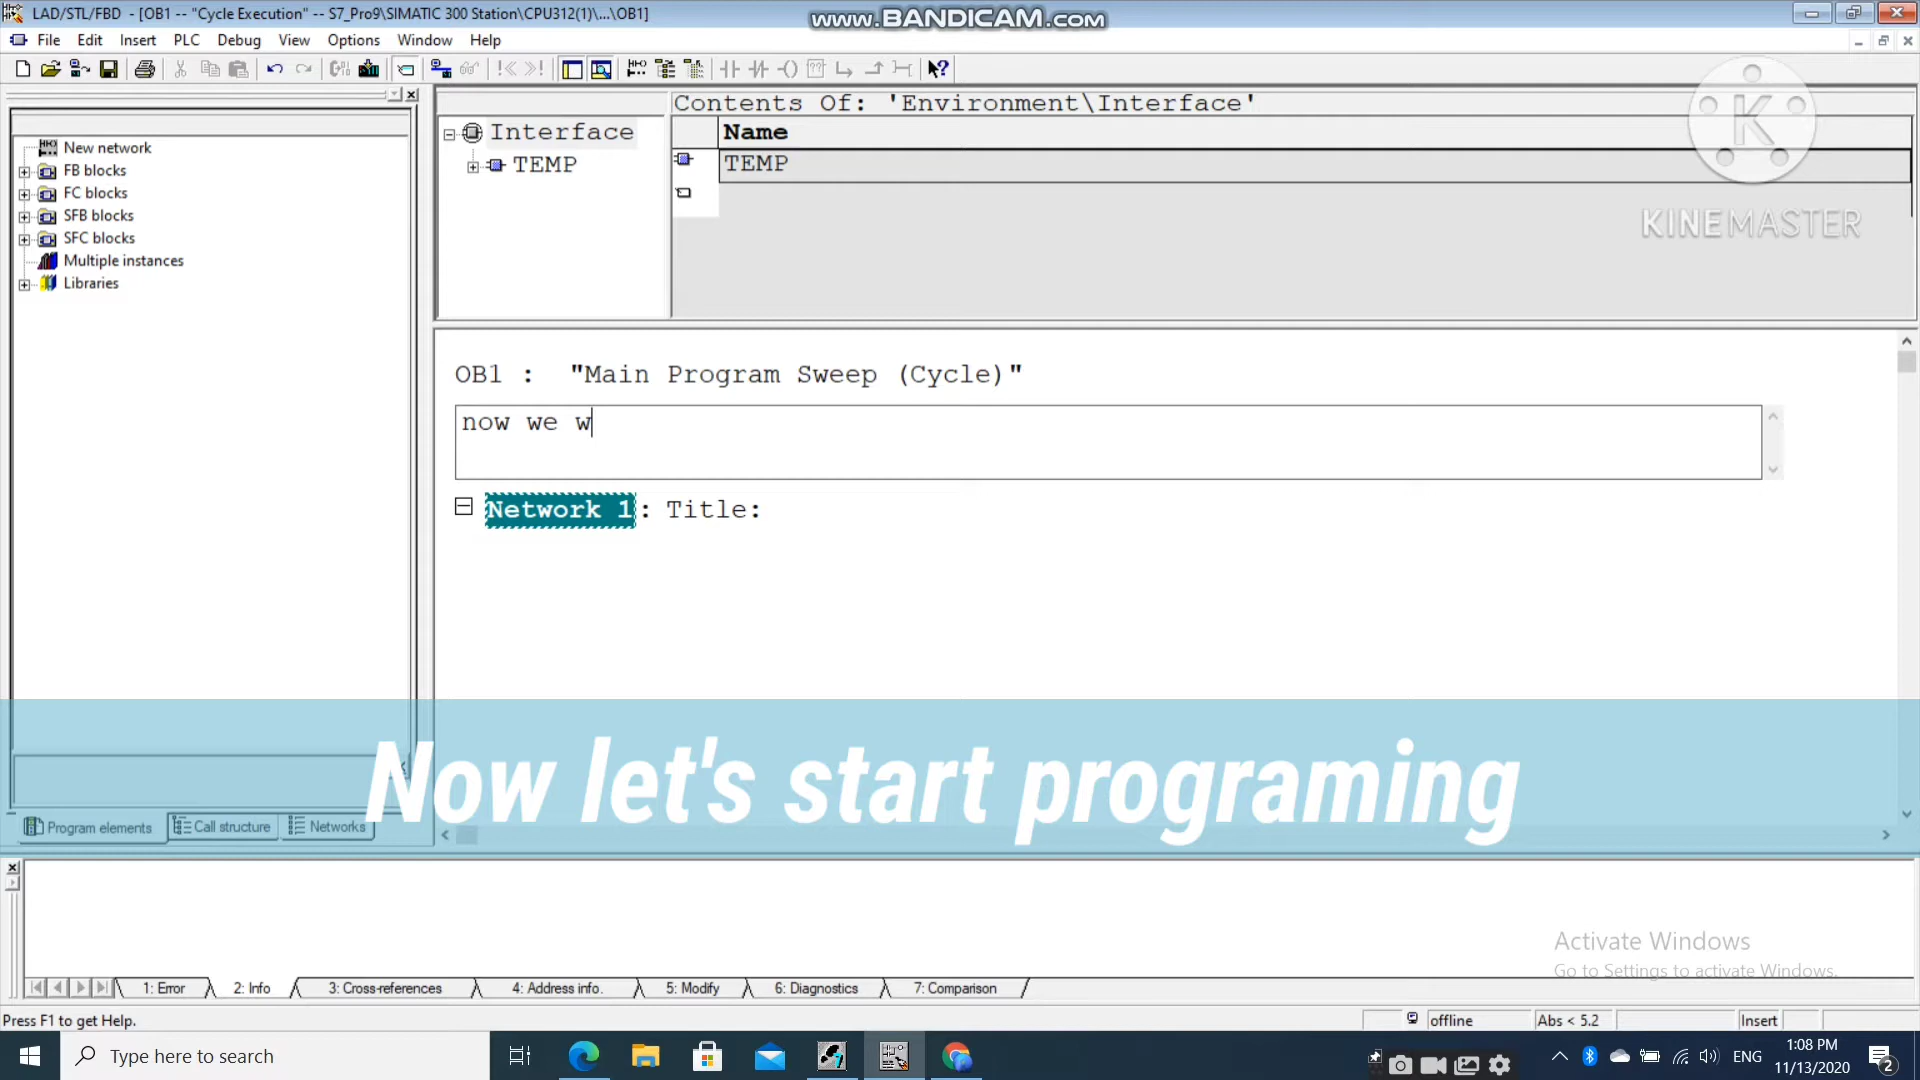 LAD/STL/FBD - [OB1 -- "Cycle Execution" -- S7_Pro9\SIMATIC 300 Station\CPU312(1)\...\OB1]
www.BANDICAM.com
File Edit Insert PLC Debug View Options Window Help
Contents Of: 'Environment\Interface'
Interface
Name
TEMP
TEMP
K
KINEMASTER
New network
FB blocks
FC blocks
SFB blocks
SFC blocks
Multiple instances
Libraries
OB1 : "Main Program Sweep (Cycle)"
now we w
Network 1: Title:
Now let's start programing
Program elements Call structure Networks
Activate Windows
Go to Settings to activate Windows.
1: Error 2: Info 3: Cross-references 4: Address info. 5: Modify 6: Diagnostics 7: Comparison
Press F1 to get Help.
offline Abs < 5.2 Insert
Type here to search
ENG
1:08 PM
11/13/2020
2